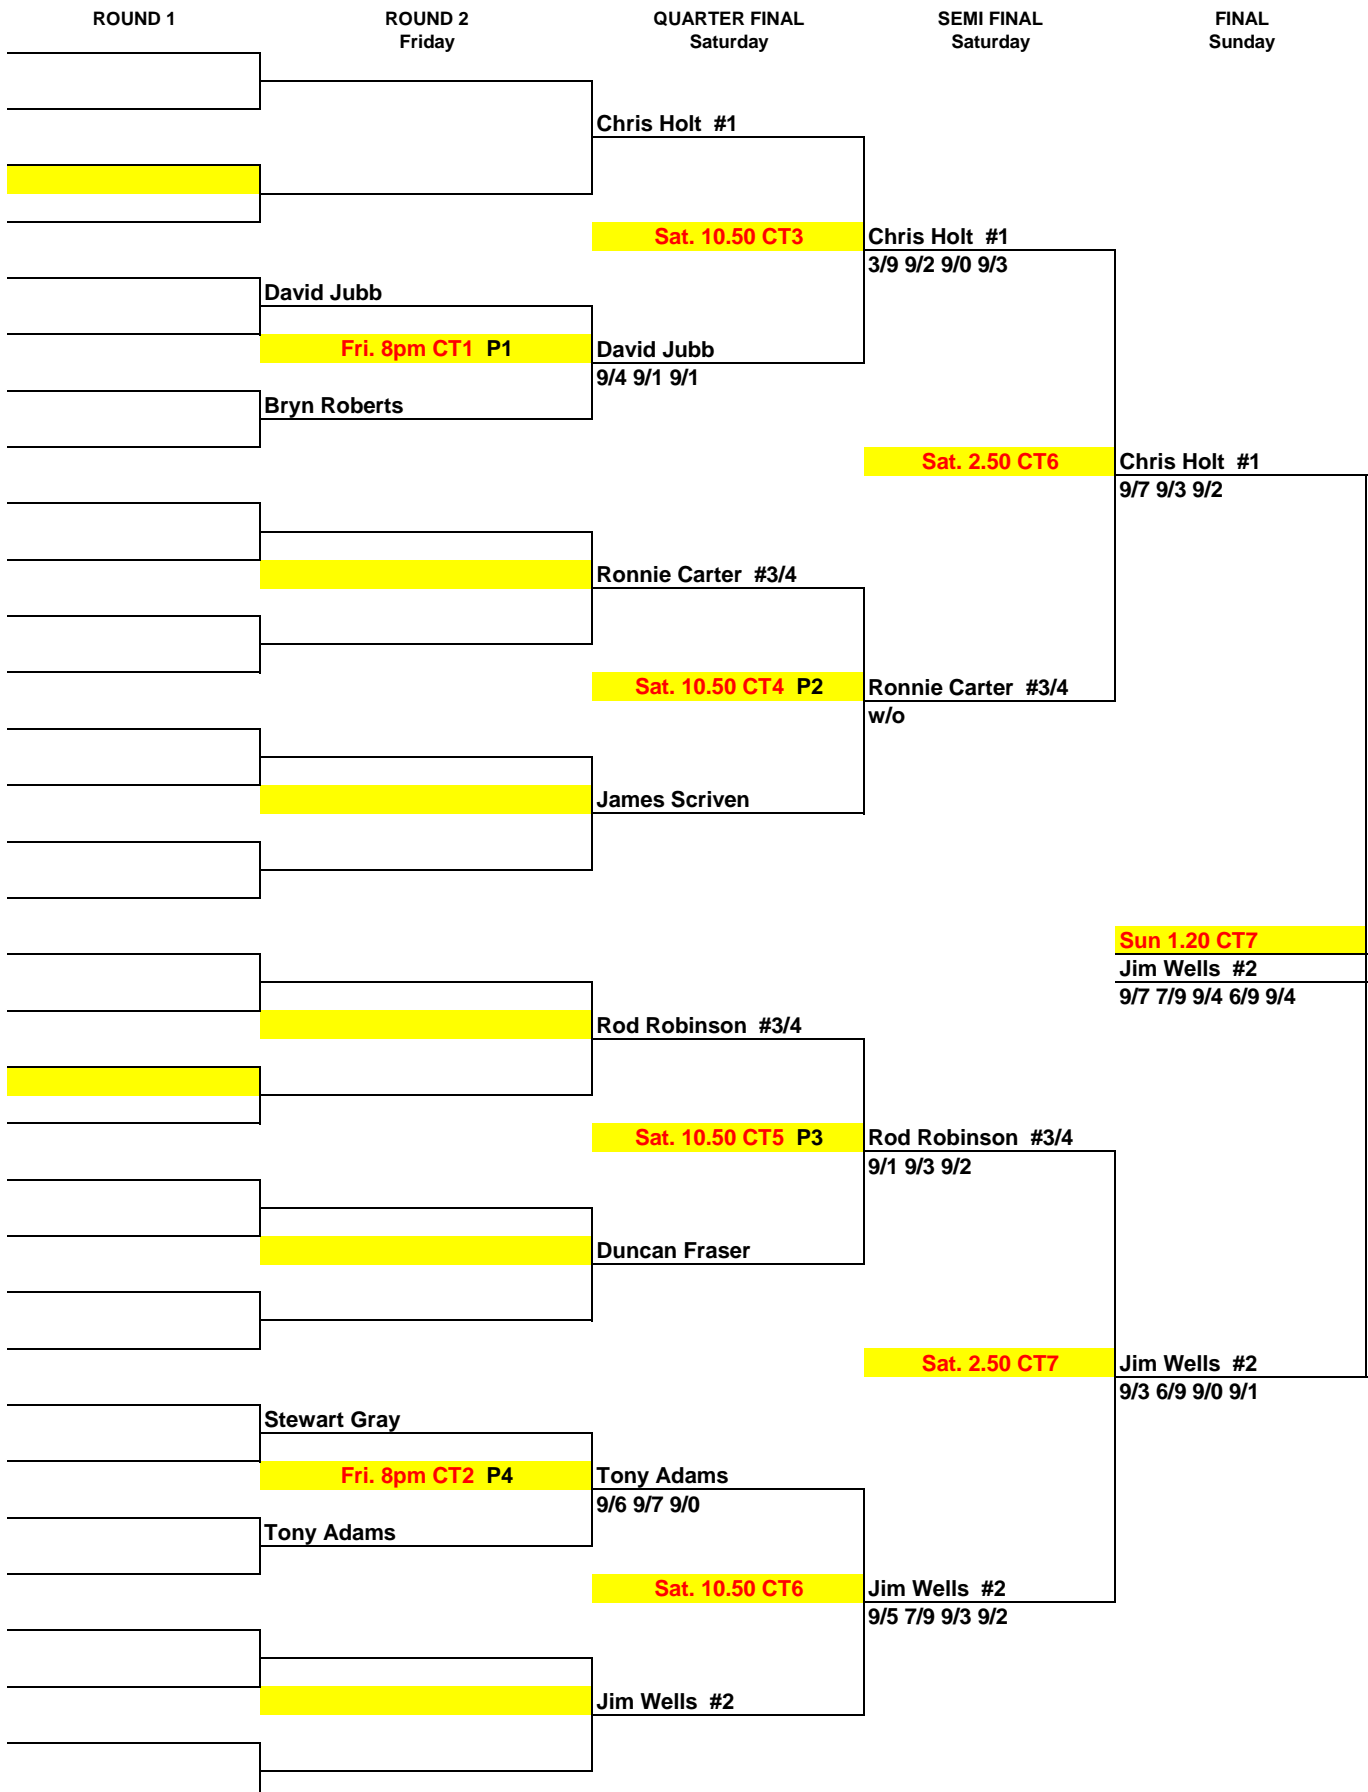 ROUND 1 ROUND 2 QUARTER FINAL SEMI FINAL FINAL
Friday Saturday Saturday Sunday
Chris Holt #1
Sat. 10.50 CT3 Chris Holt #1
3/9 9/2 9/0 9/3
David Jubb
Fri. 8pm CT1 P1 David Jubb
9/4 9/1 9/1
Bryn Roberts
Sat. 2.50 CT6 Chris Holt #1
9/7 9/3 9/2
Ronnie Carter #3/4
Sat. 10.50 CT4 P2 Ronnie Carter #3/4
w/o
James Scriven
Sun 1.20 CT7
Jim Wells #2
9/7 7/9 9/4 6/9 9/4
Rod Robinson #3/4
Sat. 10.50 CT5 P3 Rod Robinson #3/4
9/1 9/3 9/2
Duncan Fraser
Sat. 2.50 CT7 Jim Wells #2
9/3 6/9 9/0 9/1
Stewart Gray
Fri. 8pm CT2 P4 Tony Adams
9/6 9/7 9/0
Tony Adams
Sat. 10.50 CT6 Jim Wells #2
9/5 7/9 9/3 9/2
Jim Wells #2